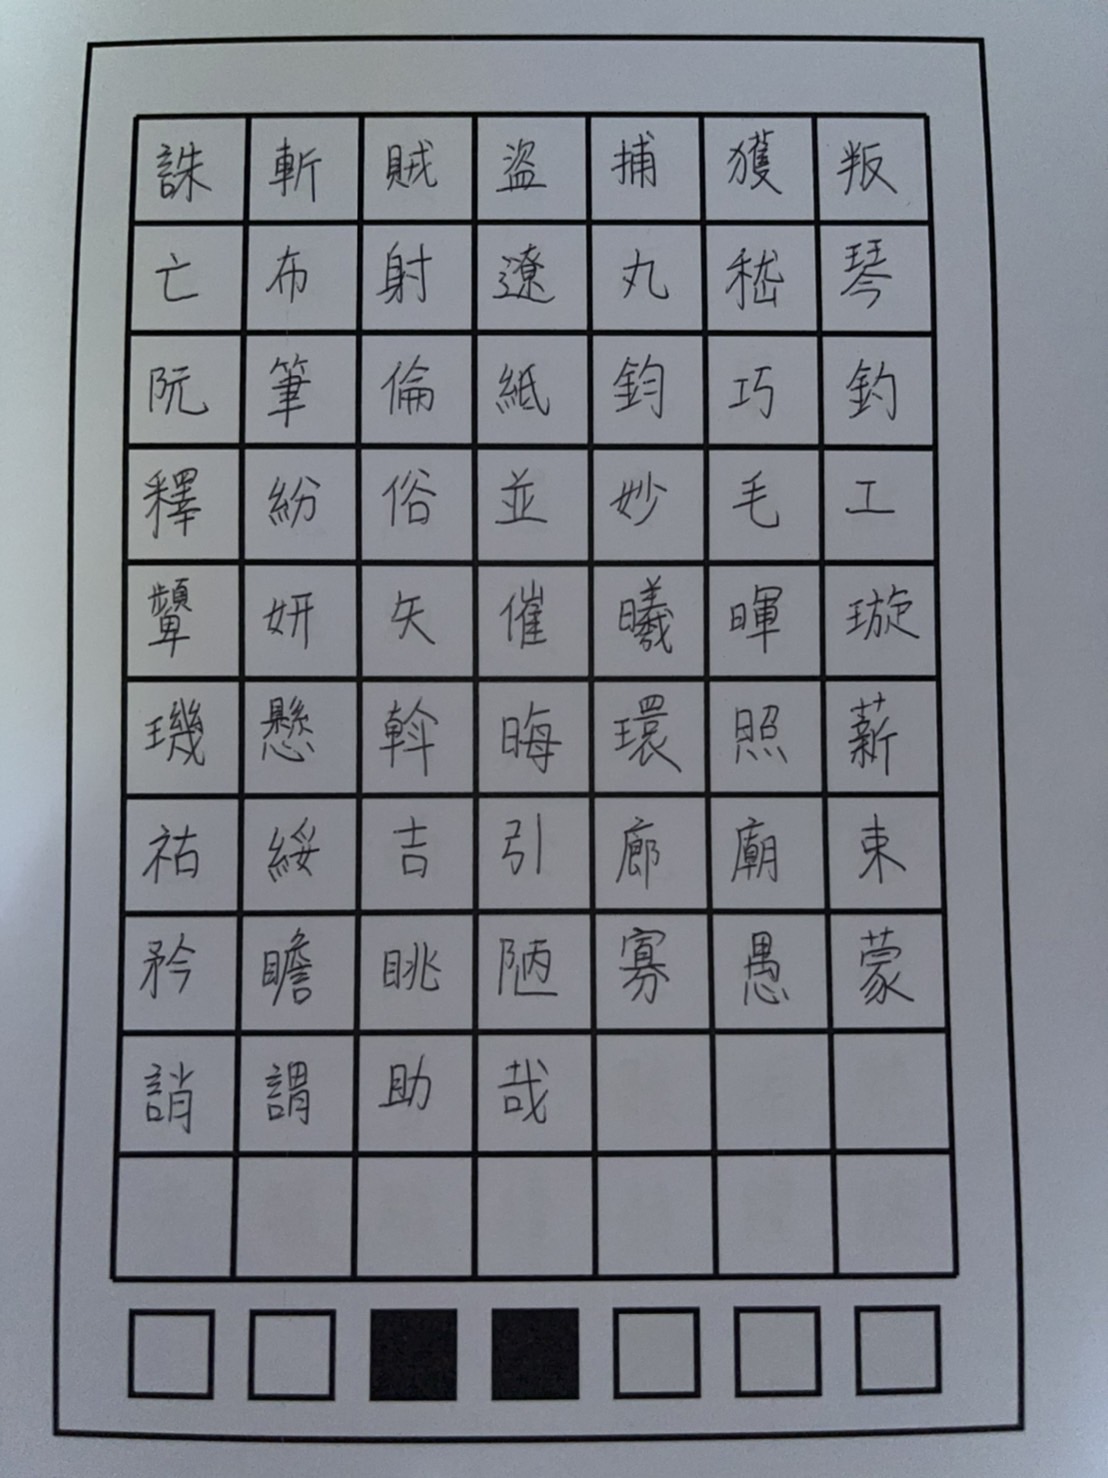 誅斬賊盜捕獲叛
亡布射遼丸嵇琴
阮筆倫紙鈞巧釣
釋紛俗並妙毛工
顰妍矢催曦暉璇
璣懸斡晦環照薪
祜綏吉引廊廟束
矜瞻眺陋寡愚蒙
誚謂助哉